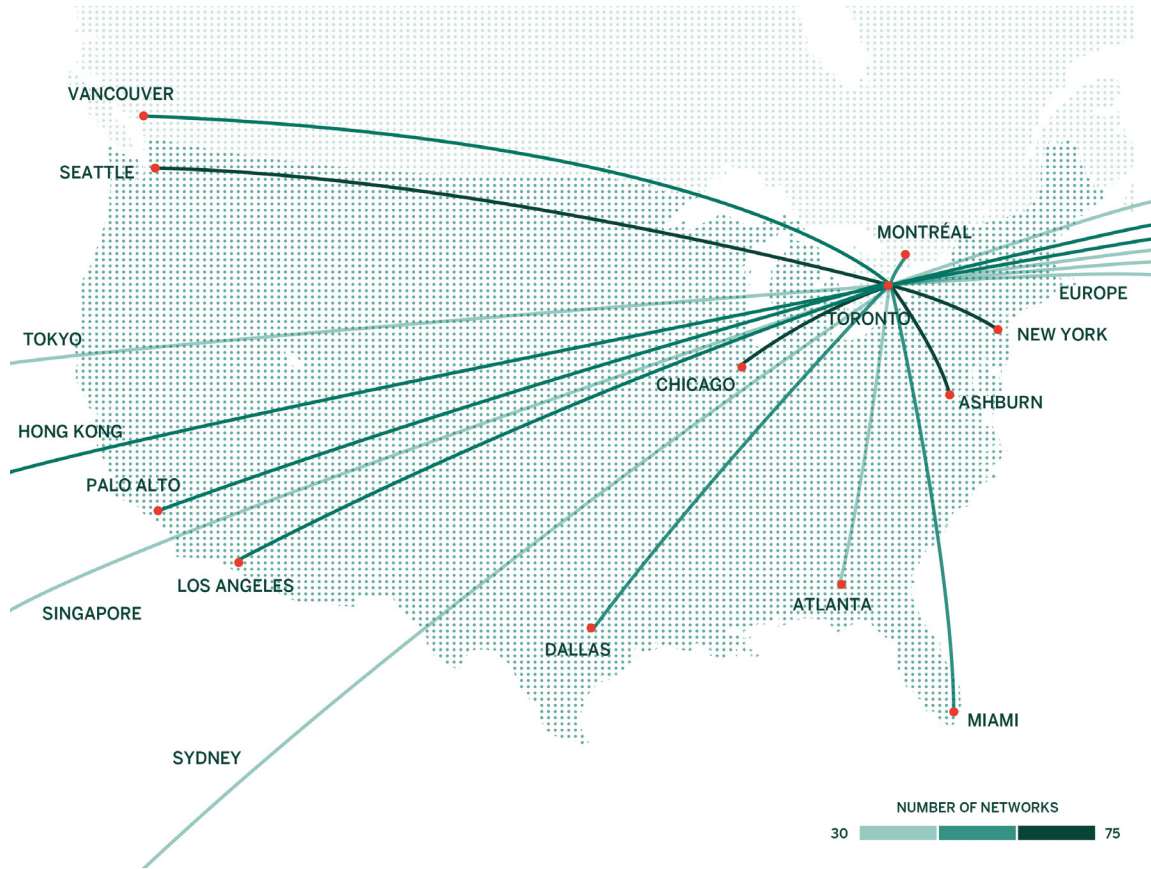 VANCOUVER
SEATTLE
MONTRÉAL
EUROPE
TORONTO
NEW YORK
TOKYO
CHICAGO
ASHBURN
HONG KONG
PALO ALTO
LOS ANGELES
SINGAPORE
ATLANTA
DALLAS
MIAMI
SYDNEY
NUMBER OF NETWORKS
30 75